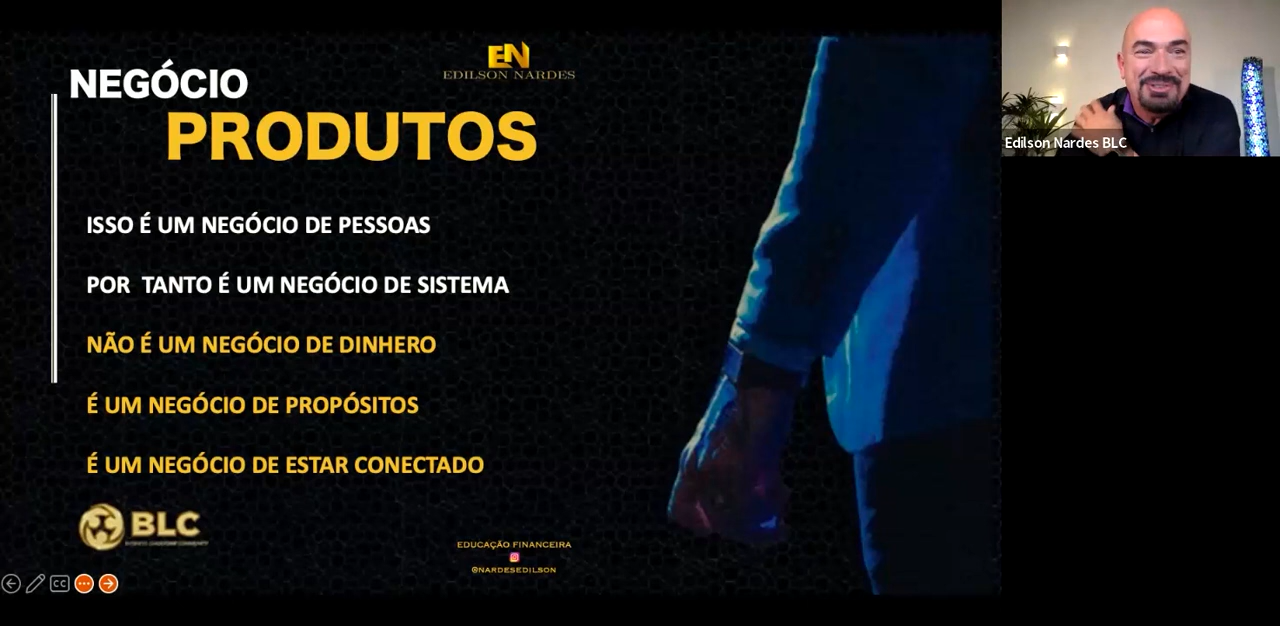 EN
EDILSON NARDES
NEGÓCIO
PRODUTOS
ISSO É UM NEGÓCIO DE PESSOAS
POR  TANTO É UM NEGÓCIO DE SISTEMA
NÃO É UM NEGÓCIO DE DINHERO
É UM NEGÓCIO DE PROPÓSITOS
É UM NEGÓCIO DE ESTAR CONECTADO
BLC
EDUCAÇÃO FINANCEIRA
@NARDESEDILSON
CC
Edilson Nardes BLC